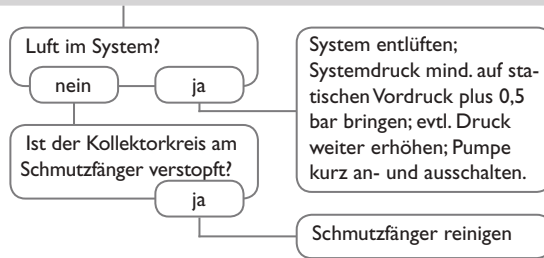 Luft im System?
nein
ja
System entlüften;
Systemdruck mind. auf sta-
tischen Vordruck plus 0,5
bar bringen; evtl. Druck
weiter erhöhen; Pumpe
kurz an- und ausschalten.
Ist der Kollektorkreis am
Schmutzfänger verstopft?
ja
Schmutzfänger reinigen